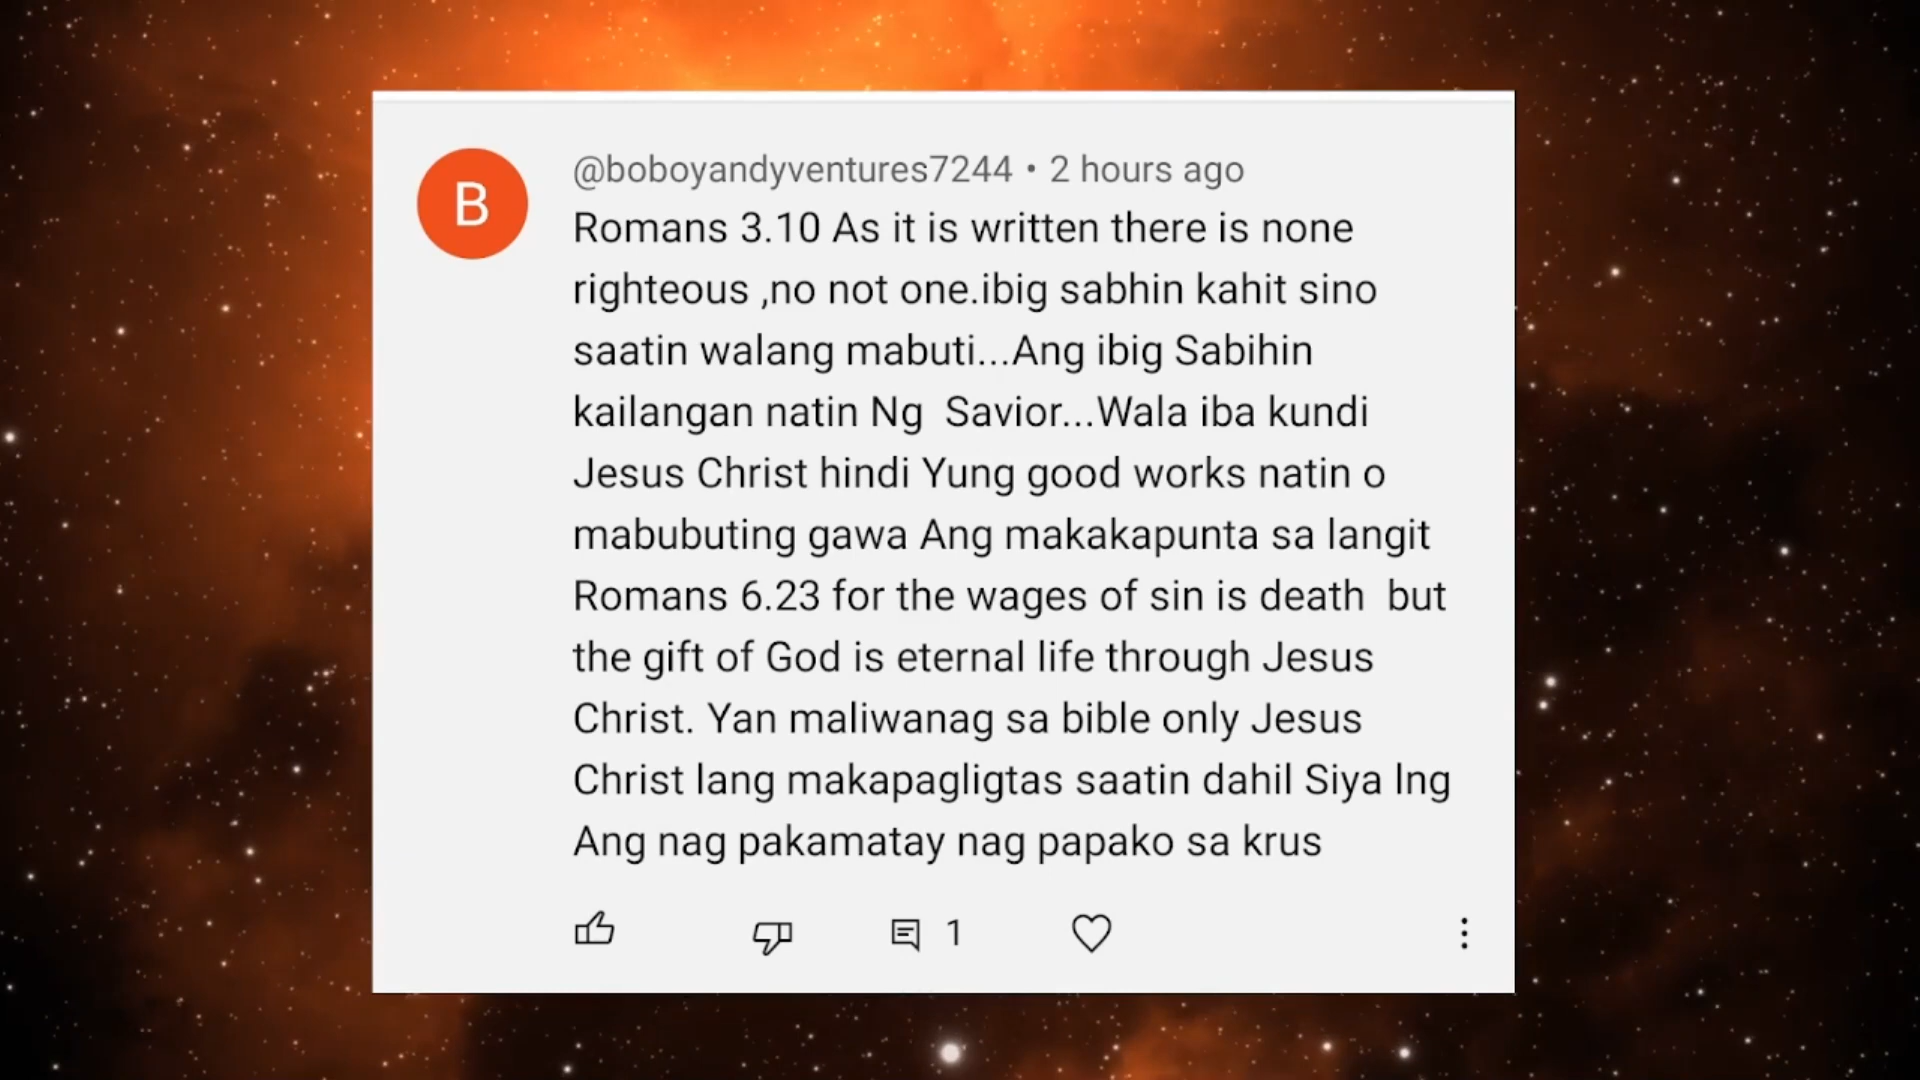 B
@boboyandyventures7244 • 2 hours ago
Romans 3.10 As it is written there is none
righteous ,no not one.ibig sabhin kahit sino
saatin walang mabuti...Ang ibig Sabihin
kailangan natin Ng  Savior...Wala iba kundi
Jesus Christ hindi Yung good works natin o
mabubuting gawa Ang makakapunta sa langit
Romans 6.23 for the wages of sin is death  but
the gift of God is eternal life through Jesus
Christ. Yan maliwanag sa bible only Jesus
Christ lang makapagligtas saatin dahil Siya lng
Ang nag pakamatay nag papako sa krus
1